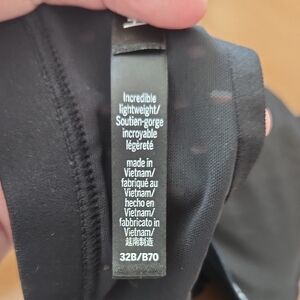 Incredible
lightweight/
Soutien-gorge
incroyable
légèreté
made in
Vietnam/
fabriqué au
Vietnam/
hecho en
Vietnam/
fabbricato in
Vietnam/
越南制造
32B/B70